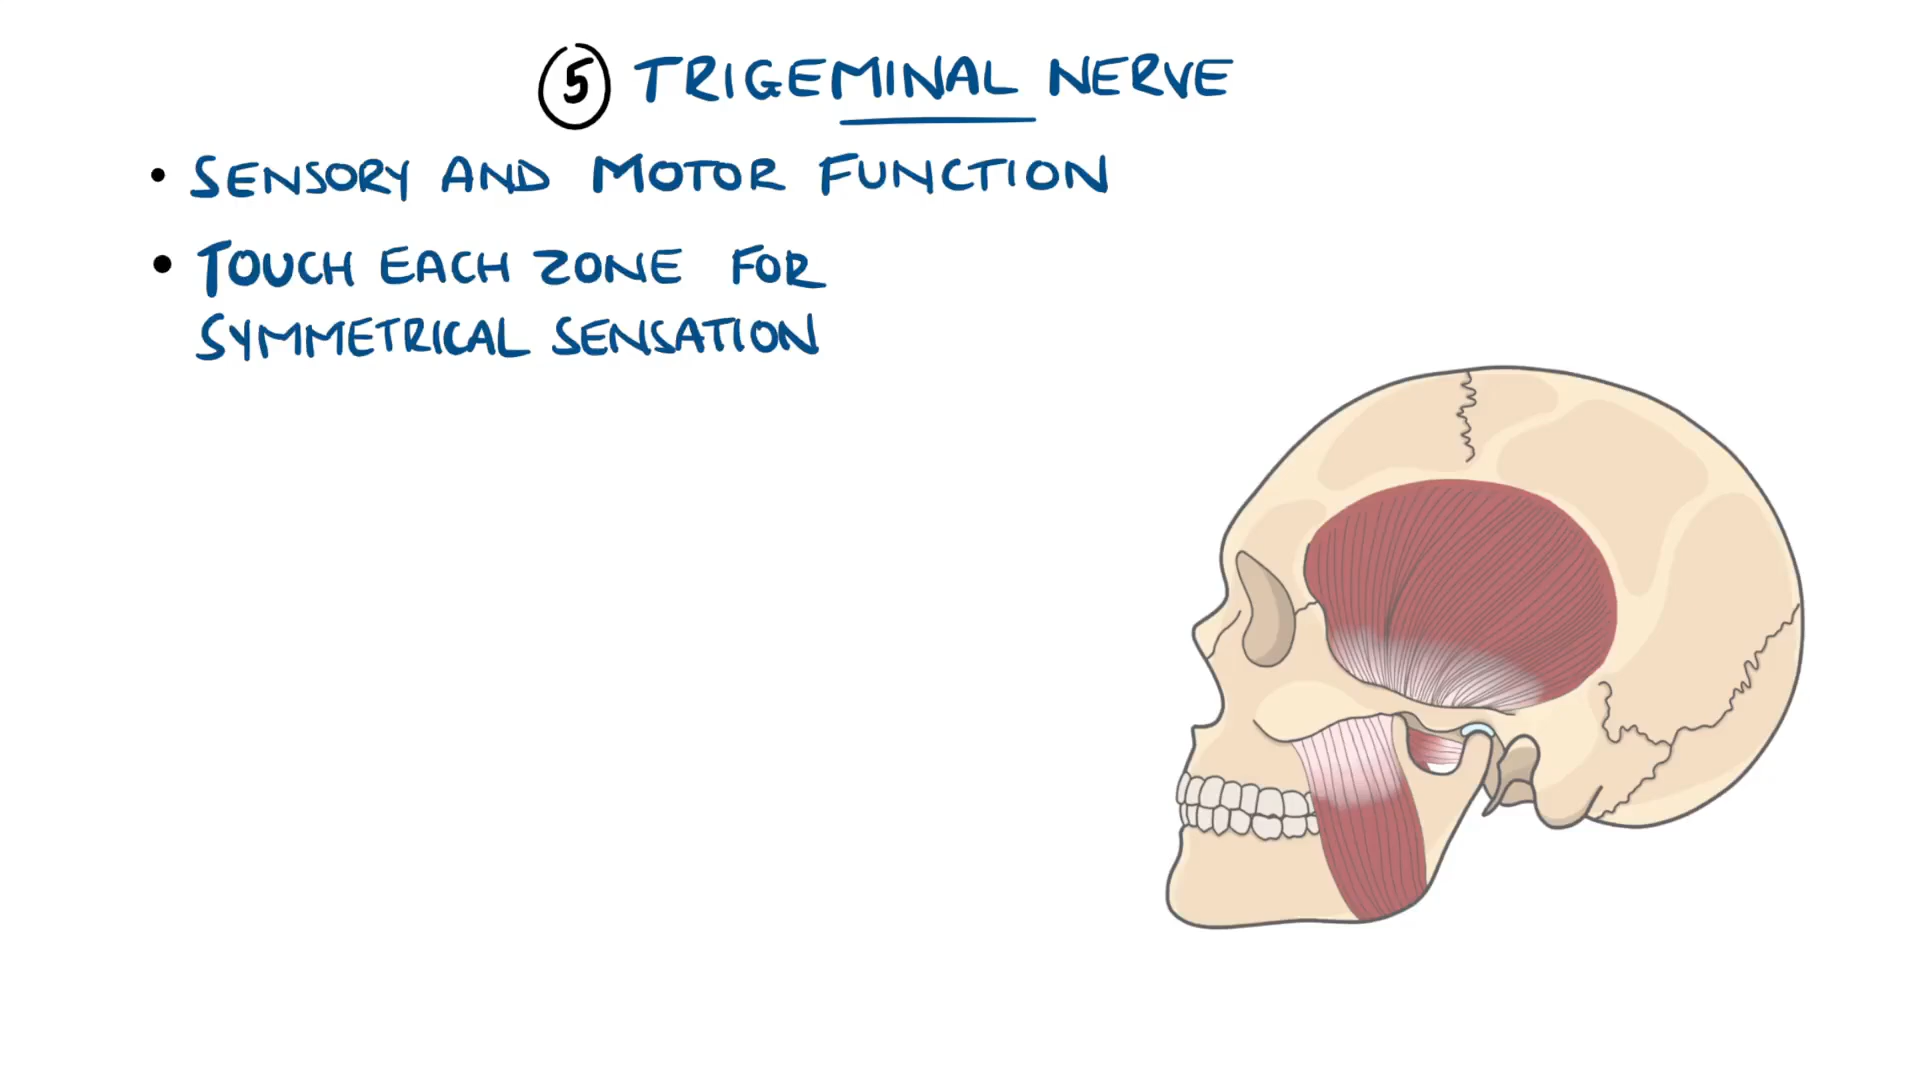 5 TRIGEMINAL NERVE
• SENSORY AND MOTOR FUNCTION
• TOUCH EACH ZONE FOR
SYMMETRICAL SENSATION